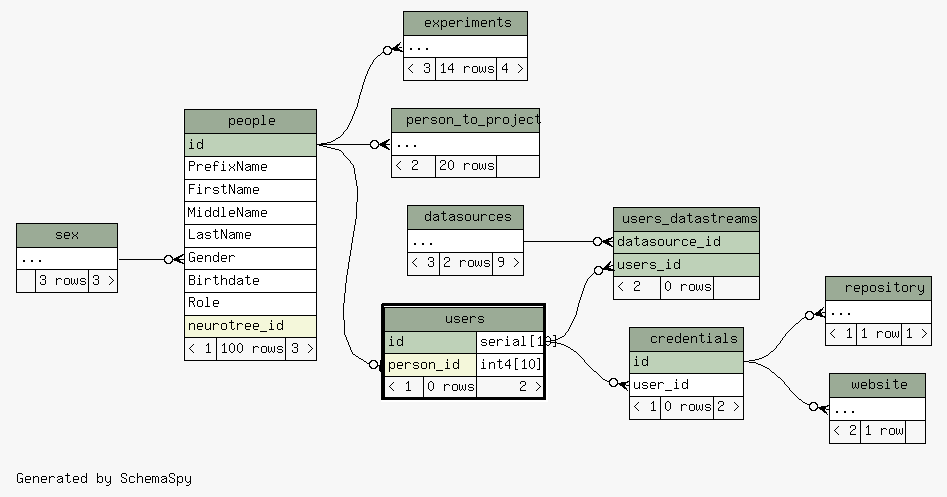 experiments
...
< 3 14 rows 4 >
people
id
PrefixName
FirstName
MiddleName
LastName
Gender
Birthdate
Role
neurotree_id
< 1 100 rows 3 >
person_to_project
...
< 2 20 rows
sex
...
3 rows 3 >
datasources
...
< 3 2 rows 9 >
users_datastreams
datasource_id
users_id
< 2 0 rows
users
id serial[10]
person_id int4[10]
< 1 0 rows 2 >
credentials
id
user_id
< 1 0 rows 2 >
repository
...
< 1 1 row 1 >
website
...
< 2 1 row
Generated by SchemaSpy